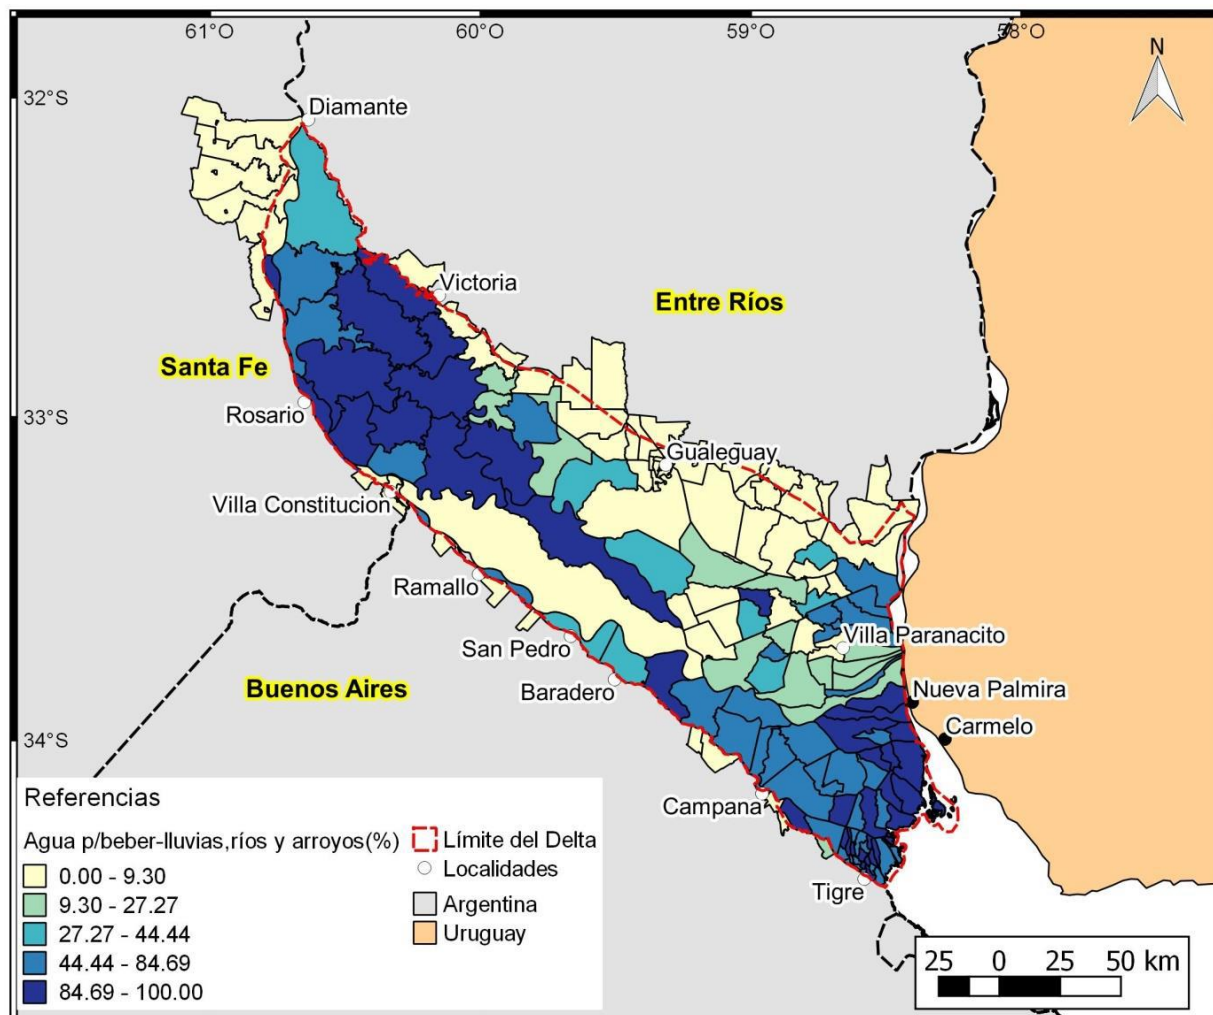 61°O
60°O
59°O
58°O
N
32°S
Diamante
Victoria
Entre Ríos
Santa Fe
Rosario
33°S
Gualeguay
Villa Constitucion
Ramallo
San Pedro
Villa Paranacito
Buenos Aires
Baradero
Nueva Palmira
Carmelo
34°S
Campana
Tigre
Referencias
Agua p/beber-lluvias,ríos y arroyos(%)
0.00 - 9.30
9.30 - 27.27
27.27 - 44.44
44.44 - 84.69
84.69 - 100.00
Límite del Delta
Localidades
Argentina
Uruguay
25 0 25 50 km